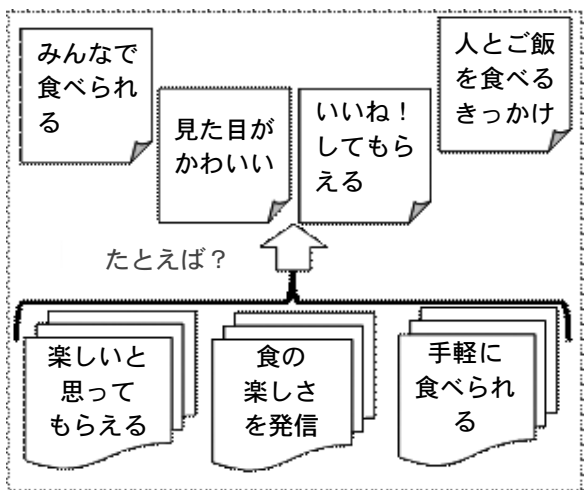 みんなで
食べられ
る
見た目が
かわいい
いいね！
してもら
える
人とご飯
を食べる
きっかけ
たとえば？
楽しいと
思って
もらえる
食の
楽しさ
を発信
手軽に
食べられ
る